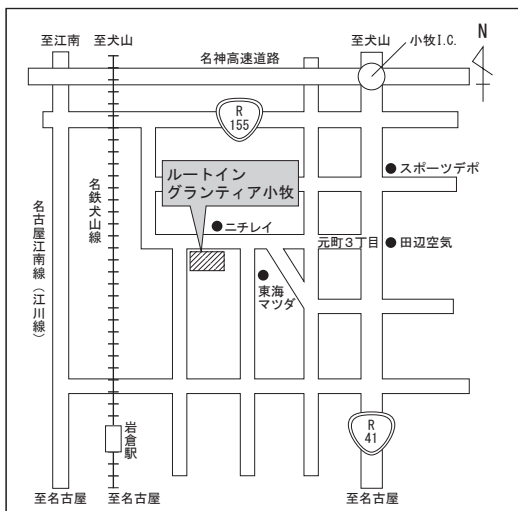 至江南
至犬山
至犬山
小牧I.C.
N
名神高速道路
R
155
スポーツデポ
ルートイン
グランティア小牧
ニチレイ
名鉄犬山線
名古屋江南線(江川線)
元町3丁目
田辺空気
東海
マツダ
R
41
岩倉駅
至名古屋
至名古屋
至名古屋